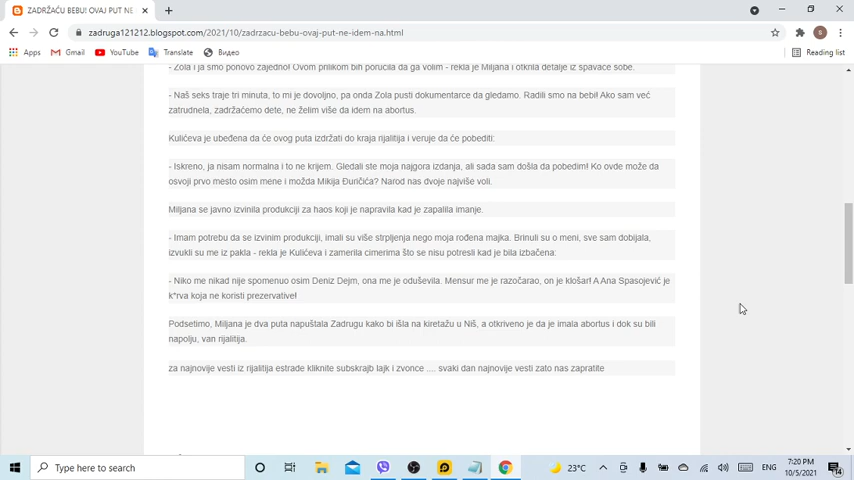 ZADRŽAĆU BEBU! OVAJ PUT NE
zadruga121212.blogspot.com/2021/10/zadrzacu-bebu-ovaj-put-ne-idem-na.html
Apps Gmail YouTube Translate Видео Reading list
- Zola i ja smo ponovo zajedno! Ovom prilikom bih poručila da ga volim - rekla je Miljana i otkrila detalje iz spavaće sobe.
- Naš seks traje tri minuta, to mi je dovoljno, pa onda Zola pusti dokumentarce da gledamo. Radili smo na bebi! Ako sam već
zatrudnela, zadržaćemo dete, ne želim više da idem na abortus.
Kulićeva je ubeđena da će ovog puta izdržati do kraja rijalitija i veruje da će pobediti:
- Iskreno, ja nisam normalna i to ne krijem. Gledali ste moja najgora izdanja, ali sada sam došla da pobedim! Ko ovde može da
osvoji prvo mesto osim mene i možda Mikija Đuričića? Narod nas dvoje najviše voli.
Miljana se javno izvinila produkciji za haos koji je napravila kad je zapalila imanje.
- Imam potrebu da se izvinim produkciji, imali su više strpljenja nego moja rođena majka. Brinuli su o meni, sve sam dobijala,
izvukli su me iz pakla - rekla je Kulićeva i zamerila cimerima što se nisu potresli kad je bila izbačena:
- Niko me nikad nije spomenuo osim Deniz Dejm, ona me je oduševila. Mensur me je razočarao, on je klošar! A Ana Spasojević je
k*rva koja ne koristi prezervative!
Podsetimo, Miljana je dva puta napuštala Zadrugu kako bi išla na kiretažu u Niš, a otkriveno je da je imala abortus i dok su bili
napolju, van rijalitija.
za najnovije vesti iz rijalitija estrade kliknite subskrajb lajk i zvonce .... svaki dan najnovije vesti zato nas zapratite
Type here to search
23°C
ENG
7:20 PM
10/5/2021
14